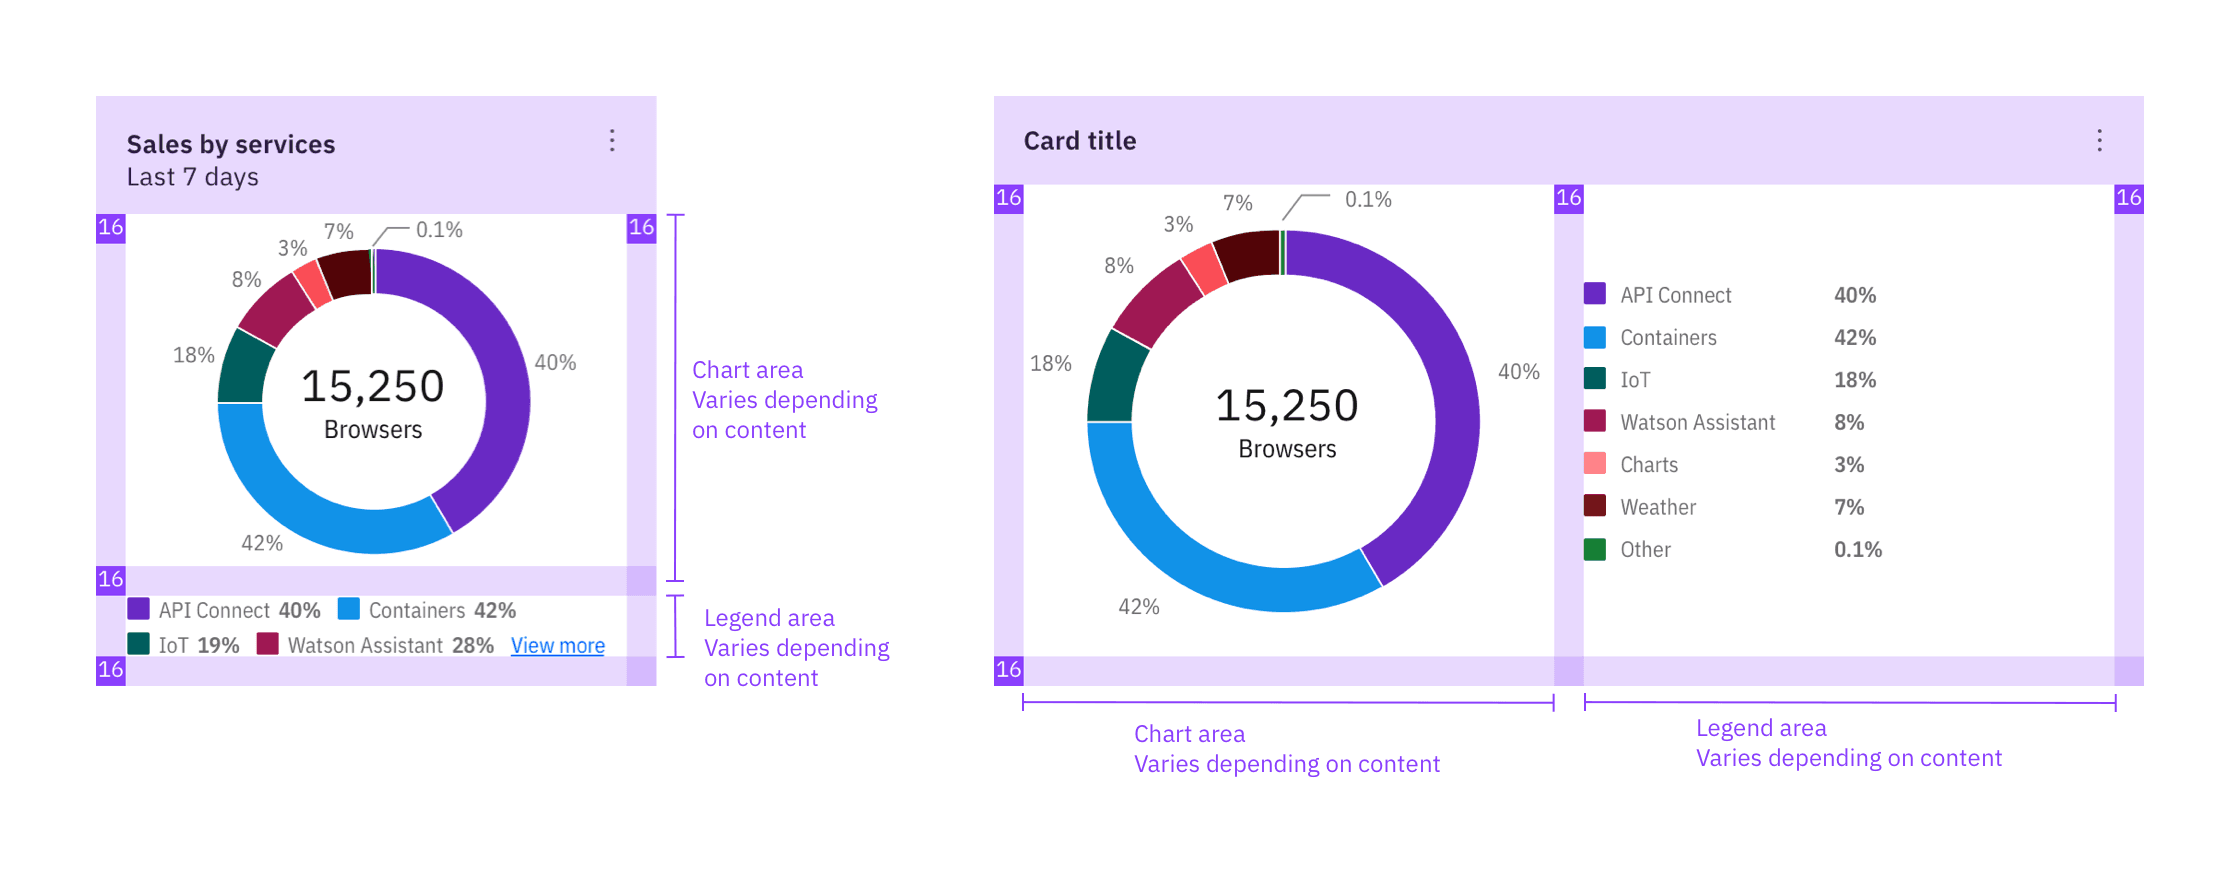 Sales by services
Last 7 days
16
16
7%
0.1%
3%
8%
18%
40%
15,250
Browsers
42%
16
API Connect 40% Containers 42%
IoT 19% Watson Assistant 28% View more
16
Chart area
Varies depending
on content
Legend area
Varies depending
on content
Card title
16
16
16
7%
0.1%
3%
8%
18%
40%
15,250
Browsers
42%
API Connect 40%
Containers 42%
IoT 18%
Watson Assistant 8%
Charts 3%
Weather 7%
Other 0.1%
16
Chart area
Varies depending on content
Legend area
Varies depending on content